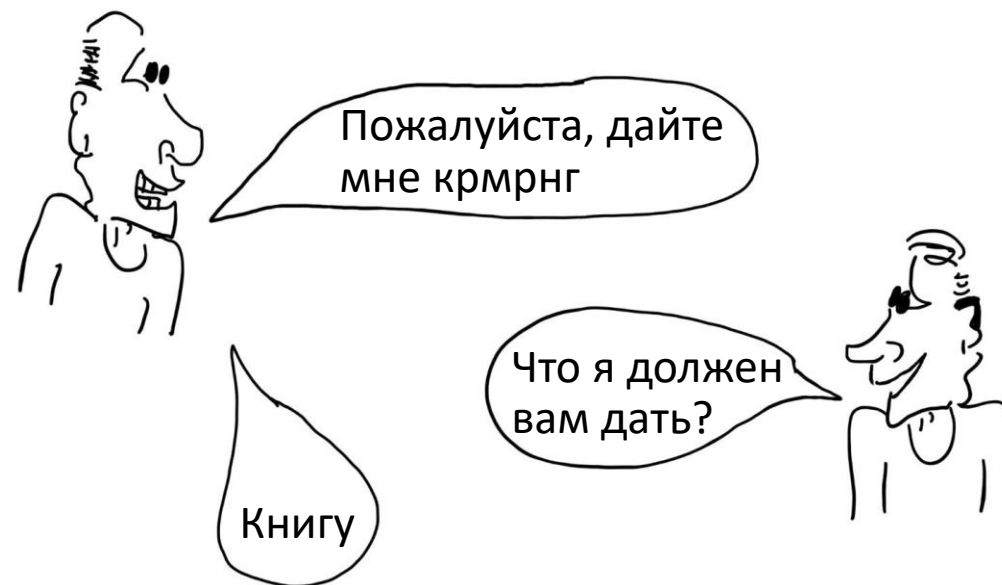 Пожалуйста, дайте
мне крмрнг
Что я должен
вам дать?
Книгу